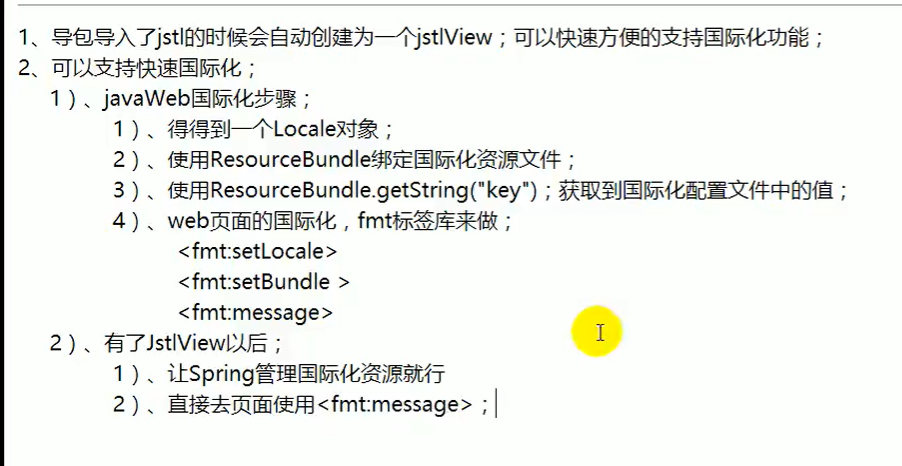 1、导包导入了jstl的时候会自动创建为一个jstlView；可以快速方便的支持国际化功能；
2、可以支持快速国际化；
1）、javaWeb国际化步骤；
1）、得得到一个Locale对象；
2）、使用ResourceBundle绑定国际化资源文件；
3）、使用ResourceBundle.getString("key")；获取到国际化配置文件中的值；
4）、web页面的国际化，fmt标签库来做；
<fmt:setLocale>
<fmt:setBundle >
<fmt:message>
2）、有了JstlView以后；
1）、让Spring管理国际化资源就行
2）、直接去页面使用<fmt:message>；